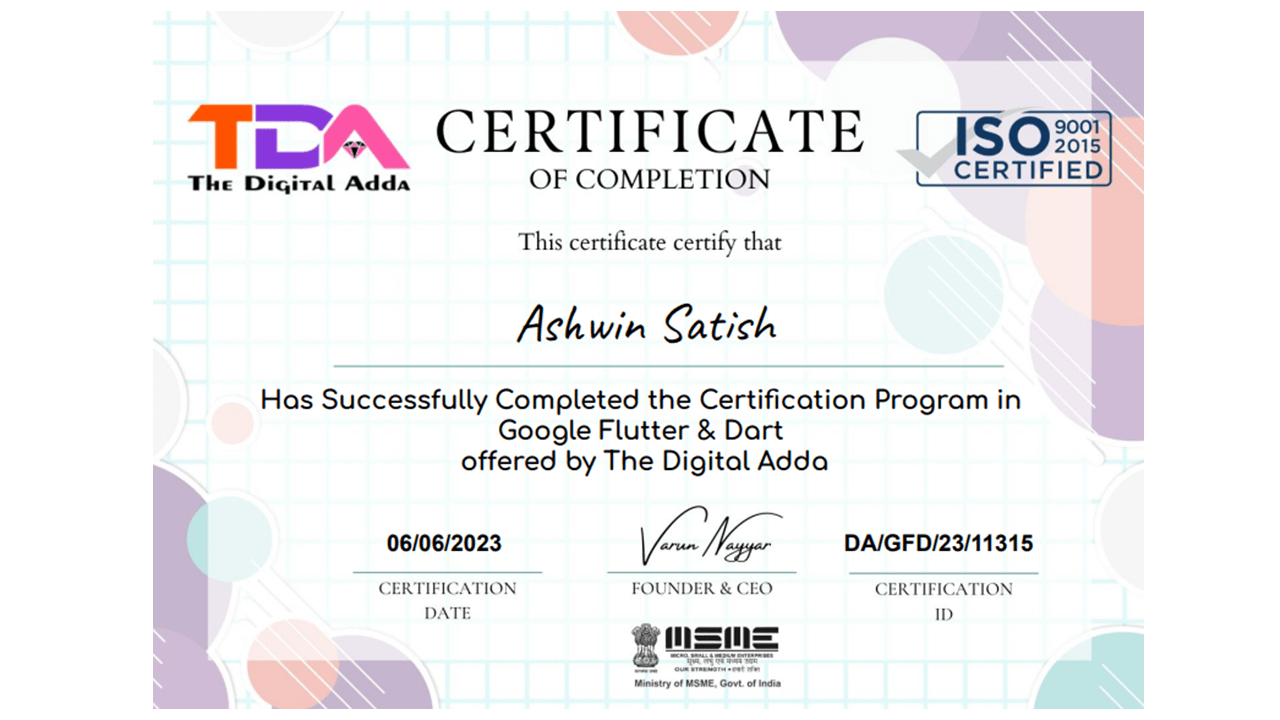 TDA
The Digital Adda
CERTIFICATE
OF COMPLETION
ISO 9001
2015
CERTIFIED
This certificate certify that
Ashwin Satish
Has Successfully Completed the Certification Program in
Google Flutter & Dart
offered by The Digital Adda
06/06/2023
CERTIFICATION
DATE
Varun Nayyar
FOUNDER & CEO
DA/GFD/23/11315
CERTIFICATION
ID
MSME
MICRO, SMALL & MEDIUM ENTERPRISES
सूक्ष्म, लघु एवं मध्यम उद्यम
OUR STRENGTH • हमारी शक्ति
Ministry of MSME, Govt. of India